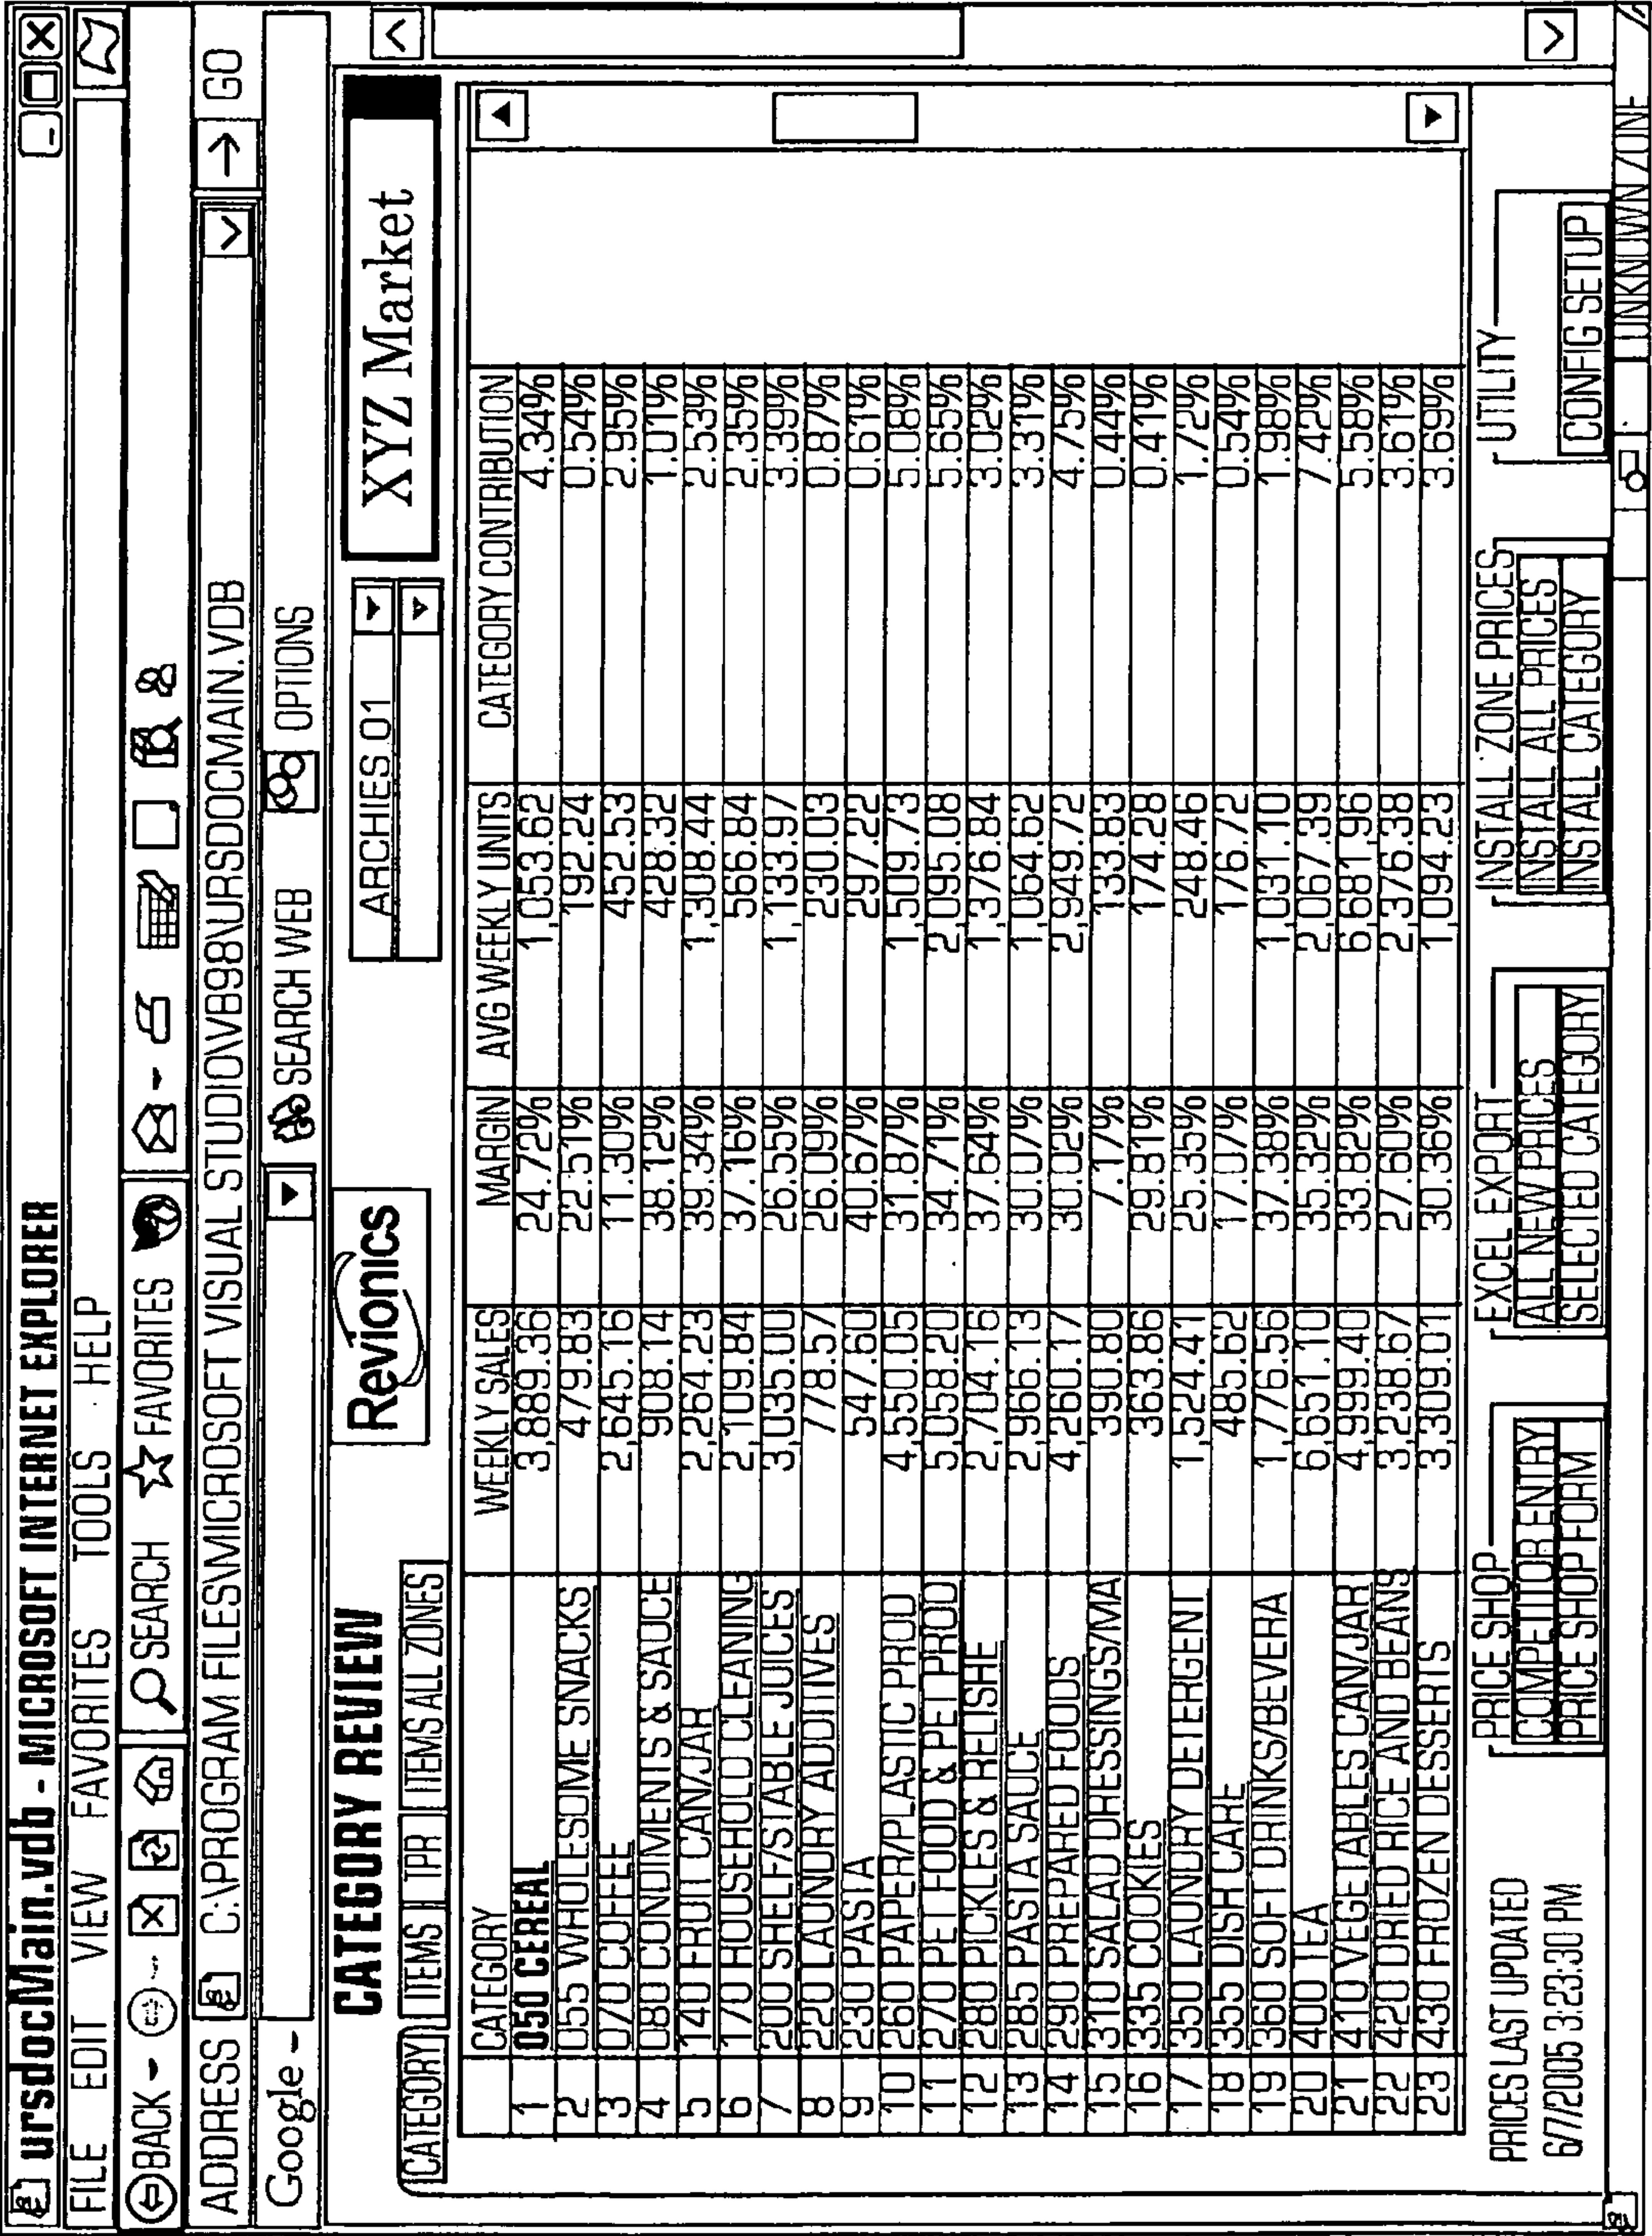 ursdocMain.vdb - MICROSOFT INTERNET EXPLORER
FILE EDIT VIEW FAVORITES TOOLS HELP
BACK SEARCH FAVORITES
ADDRESS C:\PROGRAM FILES\MICROSOFT VISUAL STUDIO\VB98\URSDOCMAIN.VDB GO
Google SEARCH WEB OPTIONS
CATEGORY REVIEW Revionics ARCHIES 01 XYZ Market
CATEGORY ITEMS TPR ITEMS ALL ZONES
CATEGORY WEEKLY SALES MARGIN AVG WEEKLY UNITS CATEGORY CONTRIBUTION
1 050 CEREAL 3,889.36 24.72% 1,053.62 4.34%
2 055 WHOLESOME SNACKS 479.83 22.51% 192.24 0.54%
3 070 COFFEE 2,645.16 11.30% 452.53 2.95%
4 080 CONDIMENTS & SAUCE 908.14 38.12% 428.32 1.01%
5 140 FRUIT CAN/JAR 2,264.23 39.34% 1,308.44 2.53%
6 170 HOUSEHOLD CLEANING 2,109.84 37.16% 566.84 2.35%
7 200 SHELF/STABLE JUICES 3,035.00 26.55% 1,133.97 3.39%
8 220 LAUNDRY ADDITIVES 778.57 26.09% 230.03 0.87%
9 230 PASTA 547.60 40.67% 297.22 0.61%
10 260 PAPER/PLASTIC PROD 4,550.05 31.87% 1,509.73 5.08%
11 270 PET FOOD & PET PROD 5,058.20 34.71% 2,095.08 5.65%
12 280 PICKLES & RELISHE 2,704.16 37.64% 1,376.84 3.02%
13 285 PASTA SAUCE 2,966.13 30.07% 1,064.62 3.31%
14 290 PREPARED FOODS 4,260.17 30.02% 2,949.72 4.75%
15 310 SALAD DRESSINGS/MA 390.80 7.17% 133.83 0.44%
16 335 COOKIES 363.86 29.81% 174.28 0.41%
17 350 LAUNDRY DETERGENT 1,524.41 25.35% 248.46 1.72%
18 355 DISH CARE 485.62 17.07% 176.72 0.54%
19 360 SOFT DRINKS/BEVERA 1,776.56 37.38% 1,031.10 1.98%
20 400 TEA 6,651.10 35.32% 2,067.39 7.42%
21 410 VEGETABLES CAN/JAR 4,999.40 33.82% 6,681,96 5.58%
22 420 DRIED RICE AND BEANS 3,238.67 27.60% 2,376.38 3.61%
23 430 FROZEN DESSERTS 3,309.01 30.36% 1,094.23 3.69%
PRICES LAST UPDATED
6/7/2005 3:23:30 PM
PRICE SHOP
COMPETITOR ENTRY
PRICE SHOP FORM
EXCEL EXPORT
ALL NEW PRICES
SELECTED CATEGORY
INSTALL ZONE PRICES
INSTALL ALL PRICES
INSTALL CATEGORY
UTILITY
CONFIG SETUP
UNKNOWN ZONE